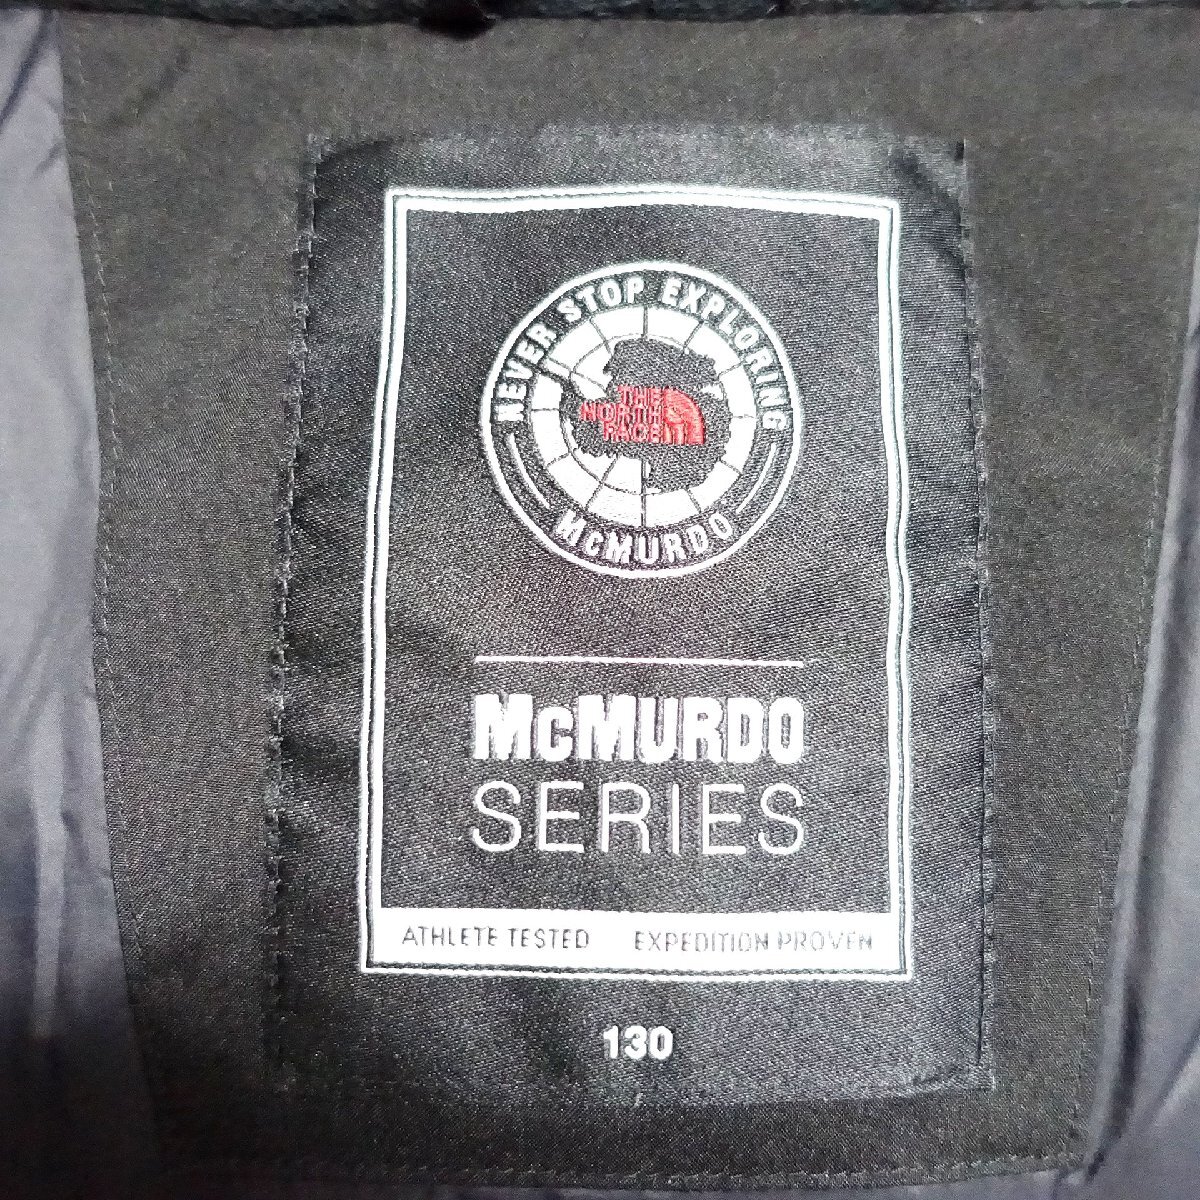 NEVER STOP EXPLORING
THE
NORTH
FACE
McMURDO
McMURDO
SERIES
ATHLETE TESTED EXPEDITION PROVEN
130